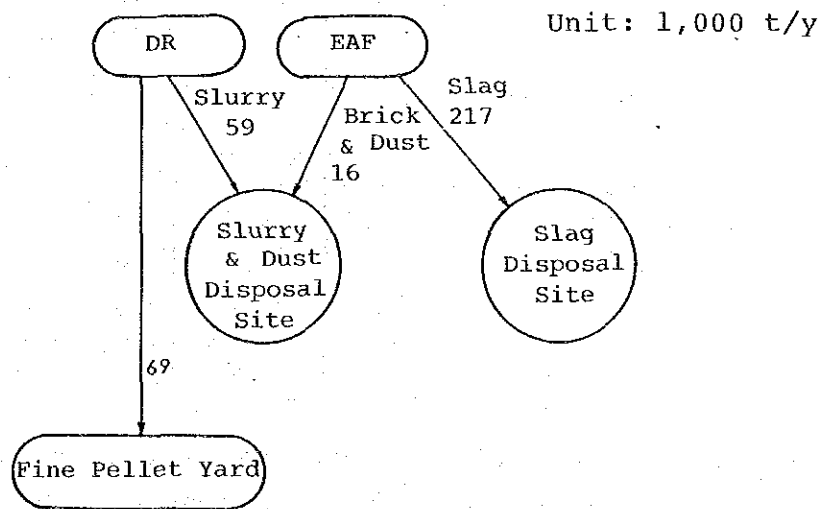 Unit: 1,000 t/y
DR
EAF
Slurry
59
Brick
& Dust
16
Slag
217
Slurry
& Dust
Disposal
Site
Slag
Disposal
Site
69
Fine Pellet Yard